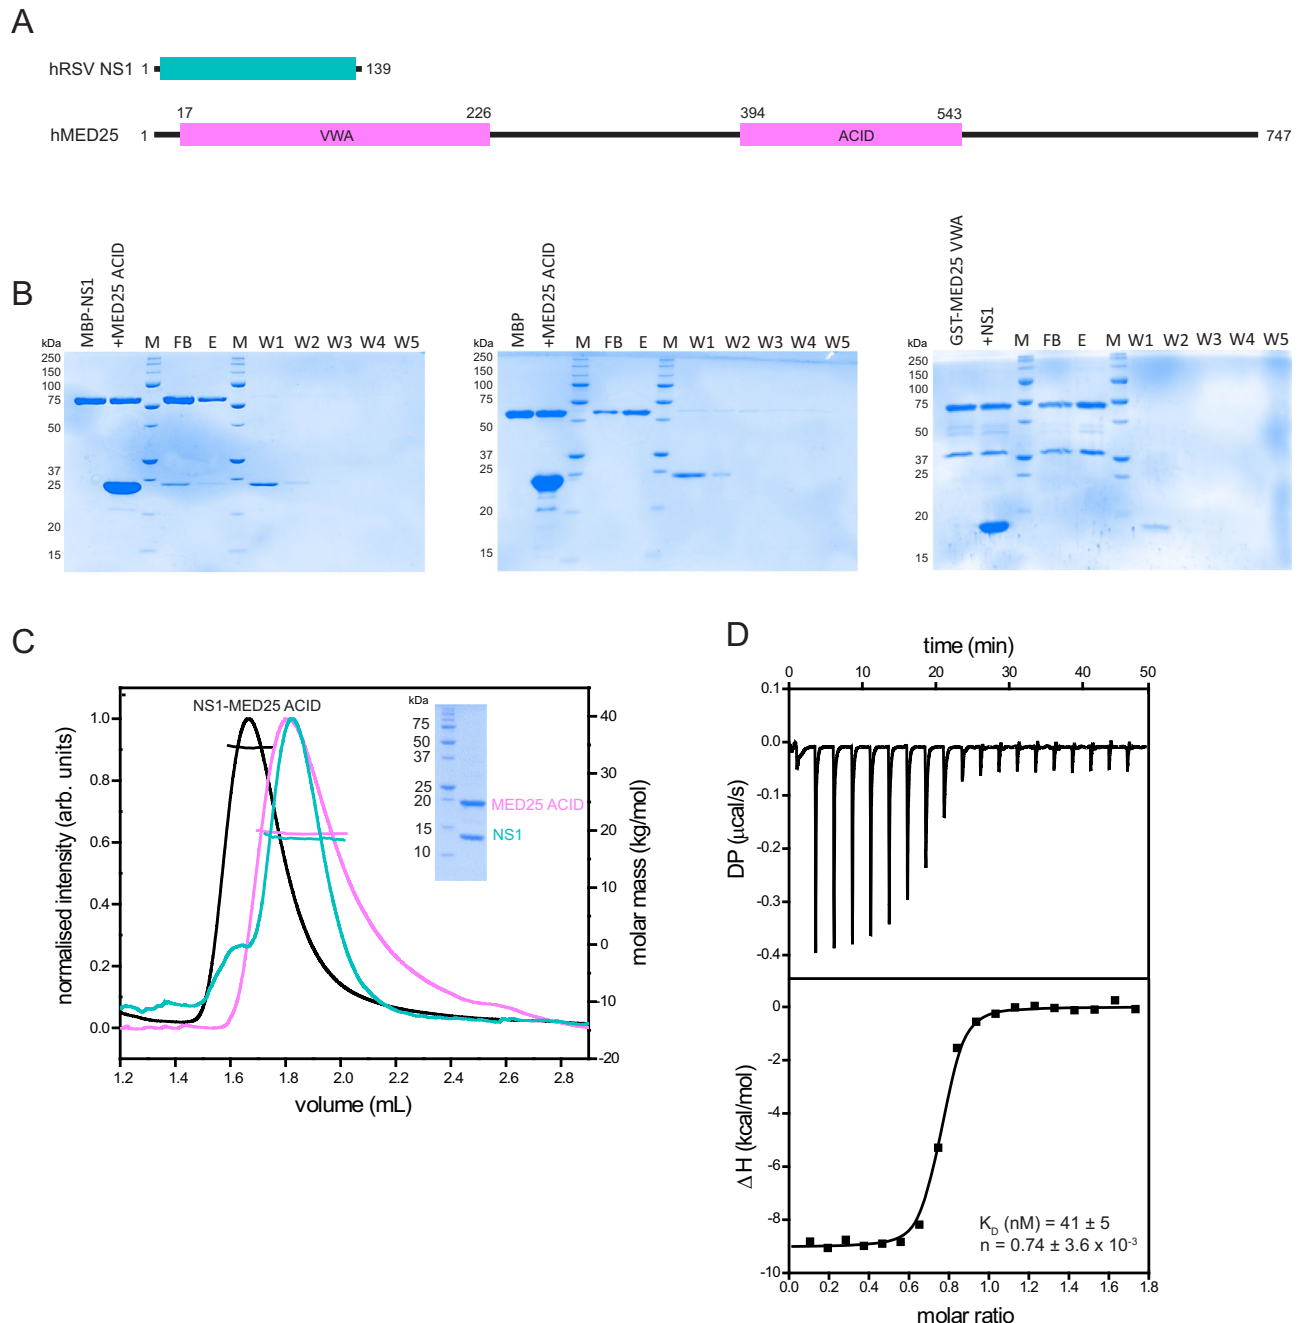 A
hRSV NS1 1 139
17 226 394 543
hMED25 1 VWA ACID 747
B
MBP-NS1
+MED25 ACID
kDa M FB E M W1 W2 W3 W4 W5
250
150
100
75
50
37
25
20
15
MBP
+MED25 ACID
kDa M FB E M W1 W2 W3 W4 W5
250
150
100
75
50
37
25
20
15
GST-MED25 VWA
+NS1
kDa M FB E M W1 W2 W3 W4 W5
250
150
100
75
50
37
25
20
15
C
NS1-MED25 ACID
normalised intensity (arb. units)
1.0
0.8
0.6
0.4
0.2
0.0
kDa
75
50
37
25
20 MED25 ACID
15 NS1
10
40
30
20
10
0
-10
-20
molar mass (kg/mol)
1.2 1.4 1.6 1.8 2.0 2.2 2.4 2.6 2.8
volume (mL)
D
time (min)
0 10 20 30 40 50
DP (μcal/s)
0.1
0.0
-0.1
-0.2
-0.3
-0.4
Δ H (kcal/mol)
0
-2
-4
-6
-8
-10
K_D (nM) = 41 ± 5
n = 0.74 ± 3.6 x 10⁻³
0.0 0.2 0.4 0.6 0.8 1.0 1.2 1.4 1.6 1.8
molar ratio